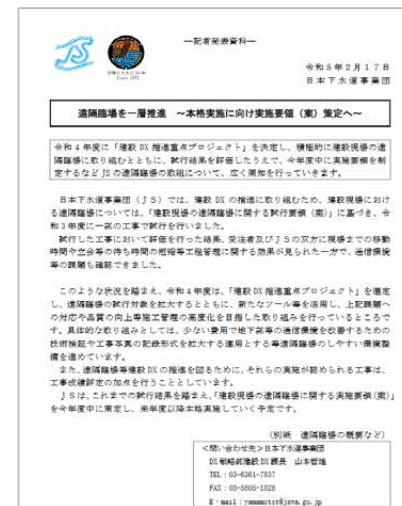 ―記者発表資料―
令和5年2月17日
日本下水道事業団
遠隔臨場を一層推進 ～本格実施に向け実施要領(案)策定へ～
令和4年度に「建設DX推進重点プロジェクト」を決定し、積極的に建設現場の遠
隔臨場に取り組むとともに、試行結果を評価したうえで、今年度中に実施要領を制
定するなどJSの遠隔臨場の取組について、広く周知を行っていきます。
日本下水道事業団(JS)では、建設DXの推進に取り組むため、建設現場におけ
る遠隔臨場については、「建設現場の遠隔臨場に関する試行要領(案)」に基づき、令
和3年度に一部の工事で試行を行いました。
試行した工事において評価を行った結果、受注者及びJSの双方に現場までの移動
時間や立会等の待ち時間の短縮等工程管理に関する効果が見られた一方で、通信環境
等の課題も確認できました。
このような状況を踏まえ、令和4年度は、「建設DX推進重点プロジェクト」を選定
し、遠隔臨場の試行対象を拡大するとともに、新たなツール等を活用し、上記課題へ
の対応や品質の向上等施工管理の高度化を目指した取り組みを行っているところで
す。具体的な取り組みとしては、少ない費用で地下部等の通信環境を改善するための
技術検証や工事写真の記録形式を拡大する運用とする等遠隔臨場のしやすい環境整
備を進めています。
また、遠隔臨場等建設DXの推進を図るために、それらの実施が認められる工事は、
工事成績評定の加点を行うこととしています。
JSは、これまでの試行結果を踏まえ、「建設現場の遠隔臨場に関する実施要領(案)」
を今年度中に策定し、来年度以降本格実施していく予定です。
(別紙 遠隔臨場の概要など)
<問い合わせ先>日本下水道事業団
DX戦略部建設DX課長 山本哲雄
TEL:03-6361-7837
FAX:03-5805-1828
E-mail:yamamotot@jswa.go.jp